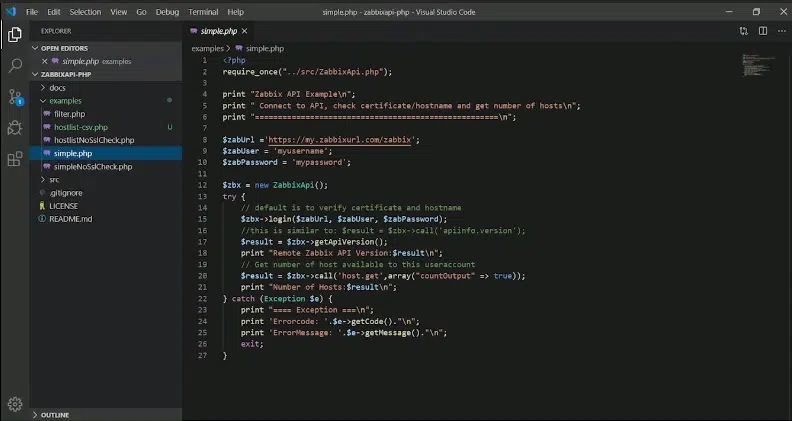 File Edit Selection View Go Debug Terminal Help
simple.php - zabbixapi-php - Visual Studio Code
EXPLORER
OPEN EDITORS
simple.php examples
ZABBIXAPI-PHP
docs
examples
filter.php
hostlist-csv.php U
hostlistNoSslCheck.php
simple.php
simpleNoSslCheck.php
src
.gitignore
LICENSE
README.md
OUTLINE
1
simple.php
examples > simple.php
1 <?php
2 require_once("../src/ZabbixApi.php");
3
4 print "Zabbix API Example\n";
5 print " Connect to API, check certificate/hostname and get number of hosts\n";
6 print "====================================================\n";
7
8 $zabUrl ='https://my.zabbixurl.com/zabbix';
9 $zabUser = 'myusername';
10 $zabPassword = 'mypassword';
11
12 $zbx = new ZabbixApi();
13 try {
14 // default is to verify certificate and hostname
15 $zbx->login($zabUrl, $zabUser, $zabPassword);
16 //this is similar to: $result = $zbx->call('apiinfo.version');
17 $result = $zbx->getApiVersion();
18 print "Remote Zabbix API Version:$result\n";
19 // Get number of host available to this useraccount
20 $result = $zbx->call('host.get',array("countOutput" => true));
21 print "Number of Hosts:$result\n";
22 } catch (Exception $e) {
23 print "==== Exception ===\n";
24 print 'Errorcode: '.$e->getCode()."\n";
25 print 'ErrorMessage: '.$e->getMessage()."\n";
26 exit;
27 }